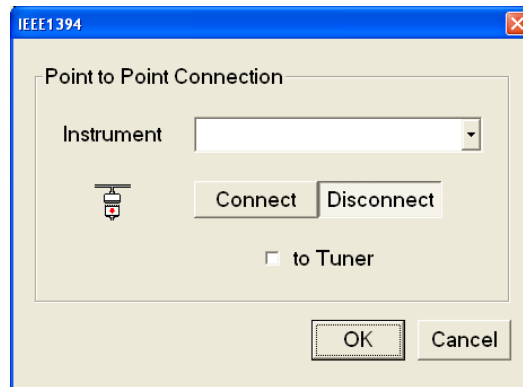 IEEE1394
Point to Point Connection
Instrument
Connect Disconnect
to Tuner
OK Cancel